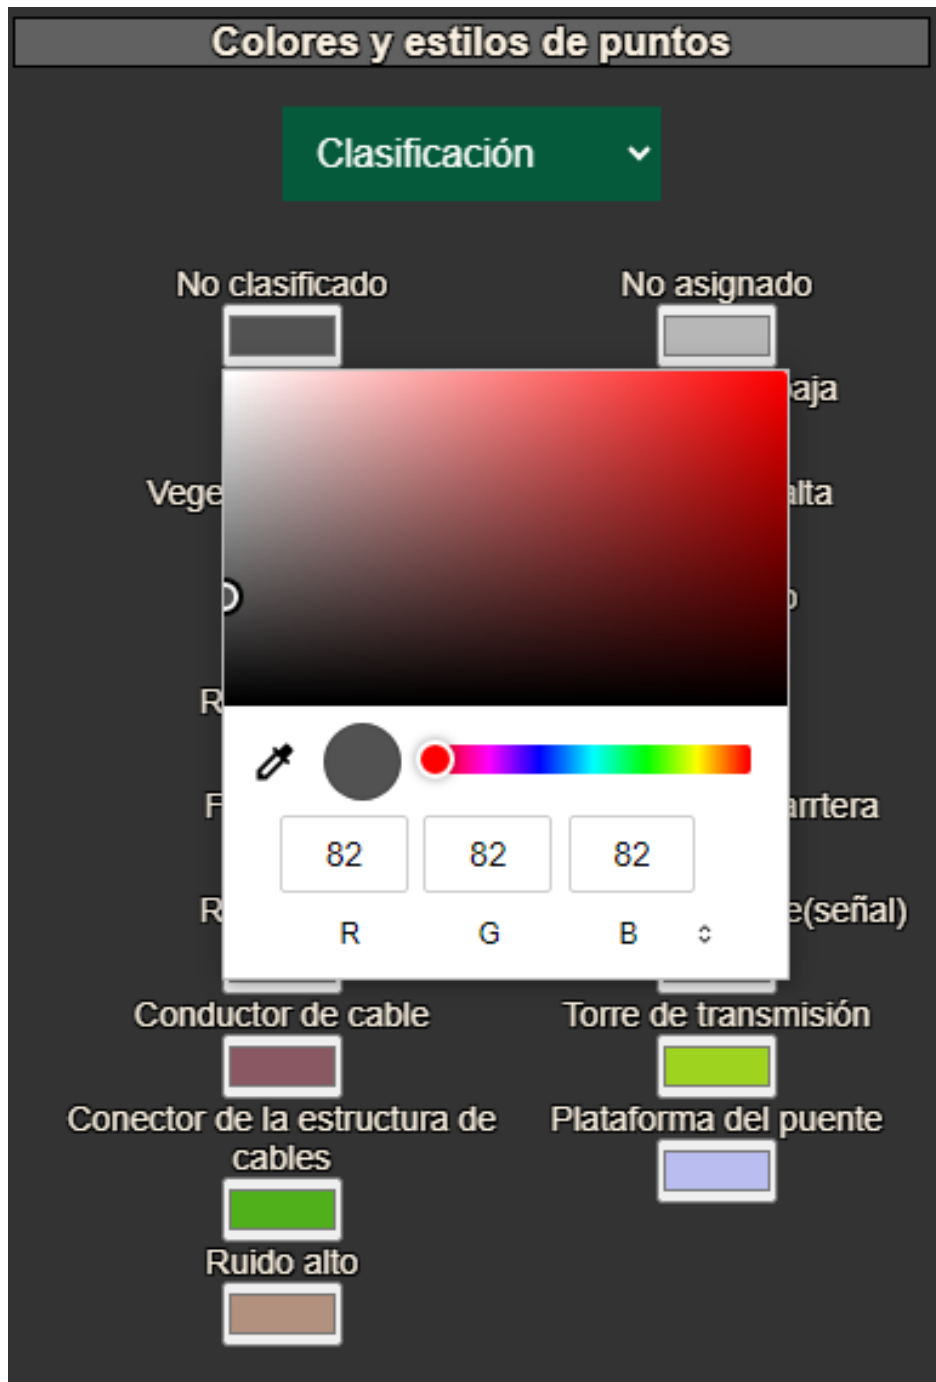 Colores y estilos de puntos
Clasificación
No clasificado No asignado
aja
Vege alta
R
F arrtera
82 82 82
R e(señal)
R G B
Conductor de cable Torre de transmisión
Conector de la estructura de Plataforma del puente
cables
Ruido alto